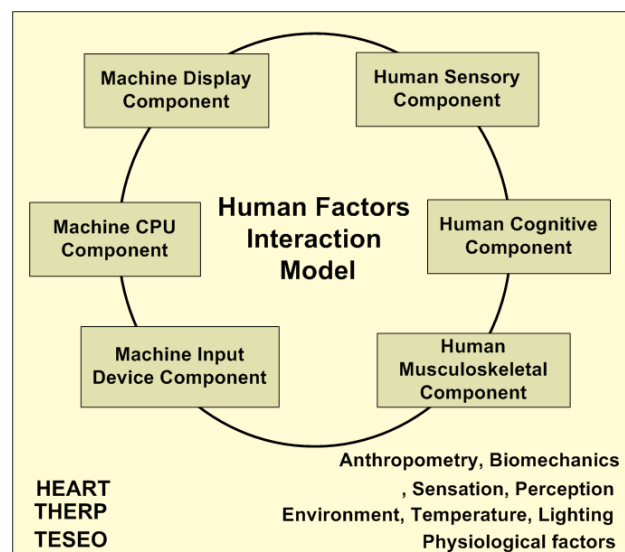 Machine Display
Component
Human Sensory
Component
Human Factors
Interaction
Model
Machine CPU
Component
Human Cognitive
Component
Machine Input
Device Component
Human
Musculoskeletal
Component
HEART
THERP
TESEO
Anthropometry, Biomechanics
, Sensation, Perception
Environment, Temperature, Lighting
Physiological factors